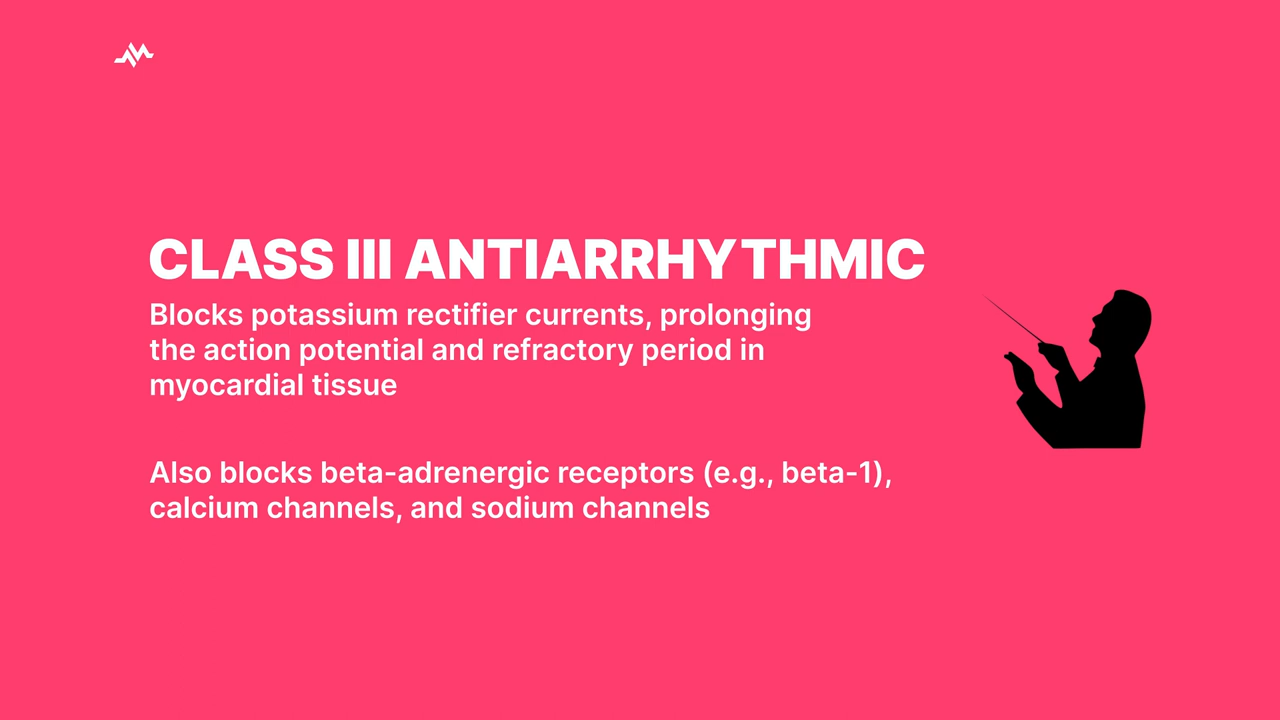 CLASS III ANTIARRHYTHMIC
Blocks potassium rectifier currents, prolonging
the action potential and refractory period in
myocardial tissue
Also blocks beta-adrenergic receptors (e.g., beta-1),
calcium channels, and sodium channels